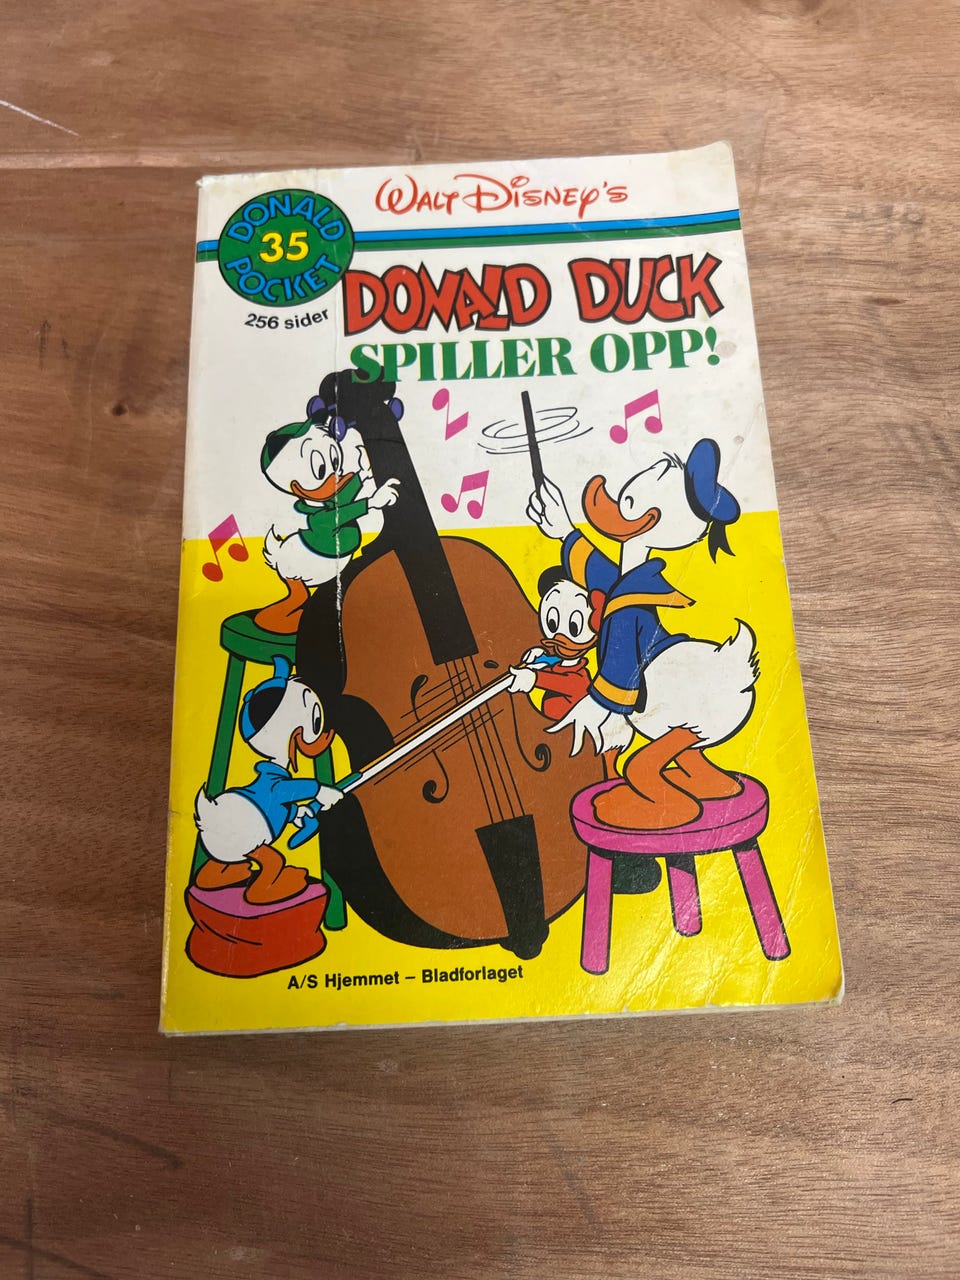 WALT DISNEY'S
DONALD
35
POCKET
256 sider
DONALD DUCK
SPILLER OPP!
A/S Hjemmet – Bladforlaget